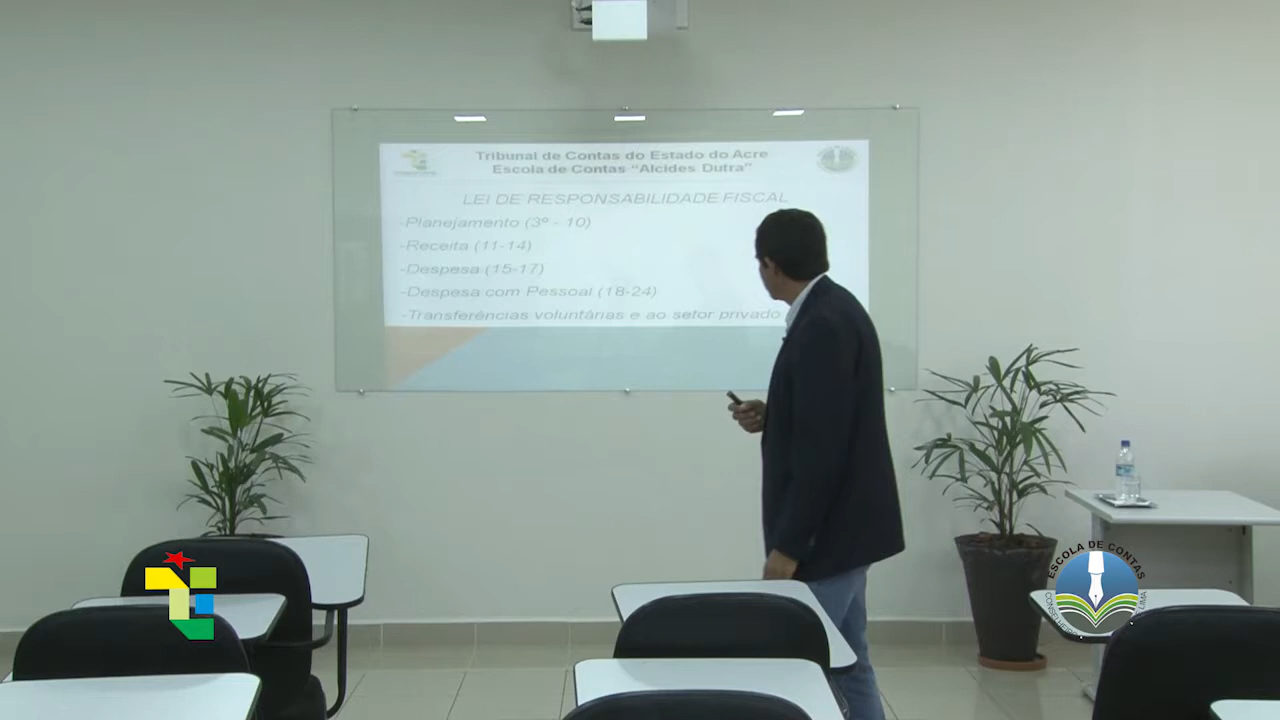 Tribunal de Contas do Estado do Acre
Escola de Contas "Alcides Dutra"
LEI DE RESPONSABILIDADE FISCAL
-Planejamento (3º - 10)
-Receita (11-14)
-Despesa (15-17)
-Despesa com Pessoal (18-24)
-Transferências voluntárias e ao setor privado
ESCOLA DE CONTAS